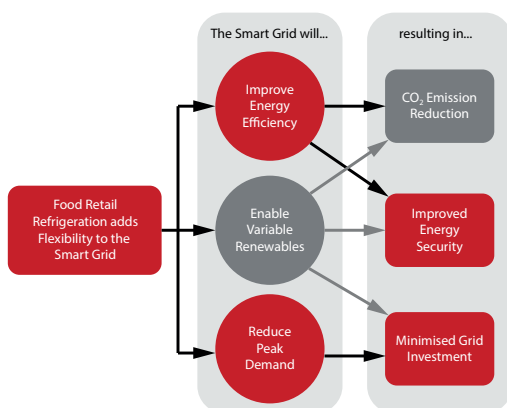 The Smart Grid will...
resulting in...
Improve
Energy
Efficiency
CO₂ Emission
Reduction
Food Retail
Refrigeration adds
Flexibility to the
Smart Grid
Enable
Variable
Renewables
Improved
Energy
Security
Reduce
Peak
Demand
Minimised Grid
Investment